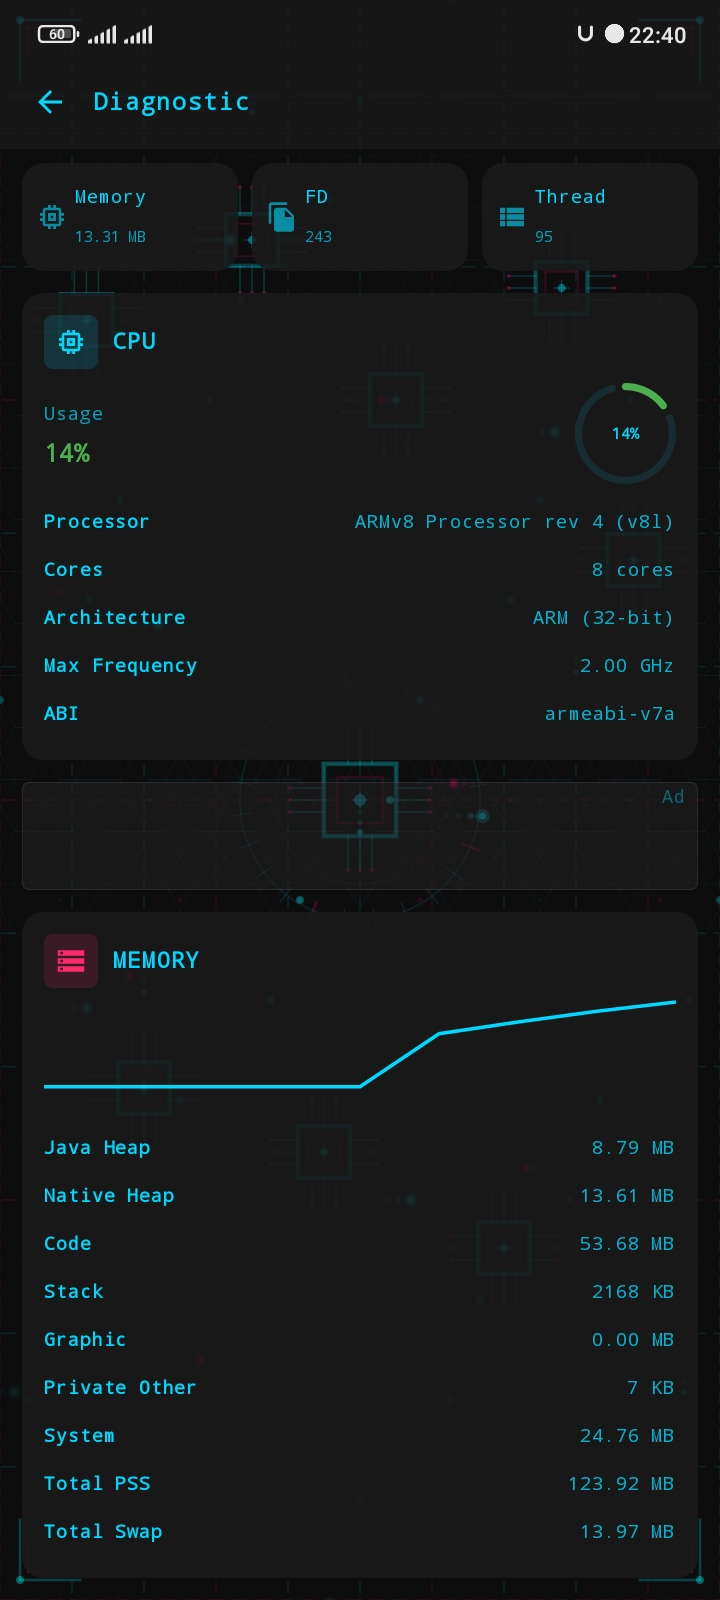 60
22:40
Diagnostic
Memory
13.31 MB
FD
243
Thread
95
CPU
Usage
14%
14%
Processor ARMv8 Processor rev 4 (v8l)
Cores 8 cores
Architecture ARM (32-bit)
Max Frequency 2.00 GHz
ABI armeabi-v7a
Ad
MEMORY
Java Heap 8.79 MB
Native Heap 13.61 MB
Code 53.68 MB
Stack 2168 KB
Graphic 0.00 MB
Private Other 7 KB
System 24.76 MB
Total PSS 123.92 MB
Total Swap 13.97 MB